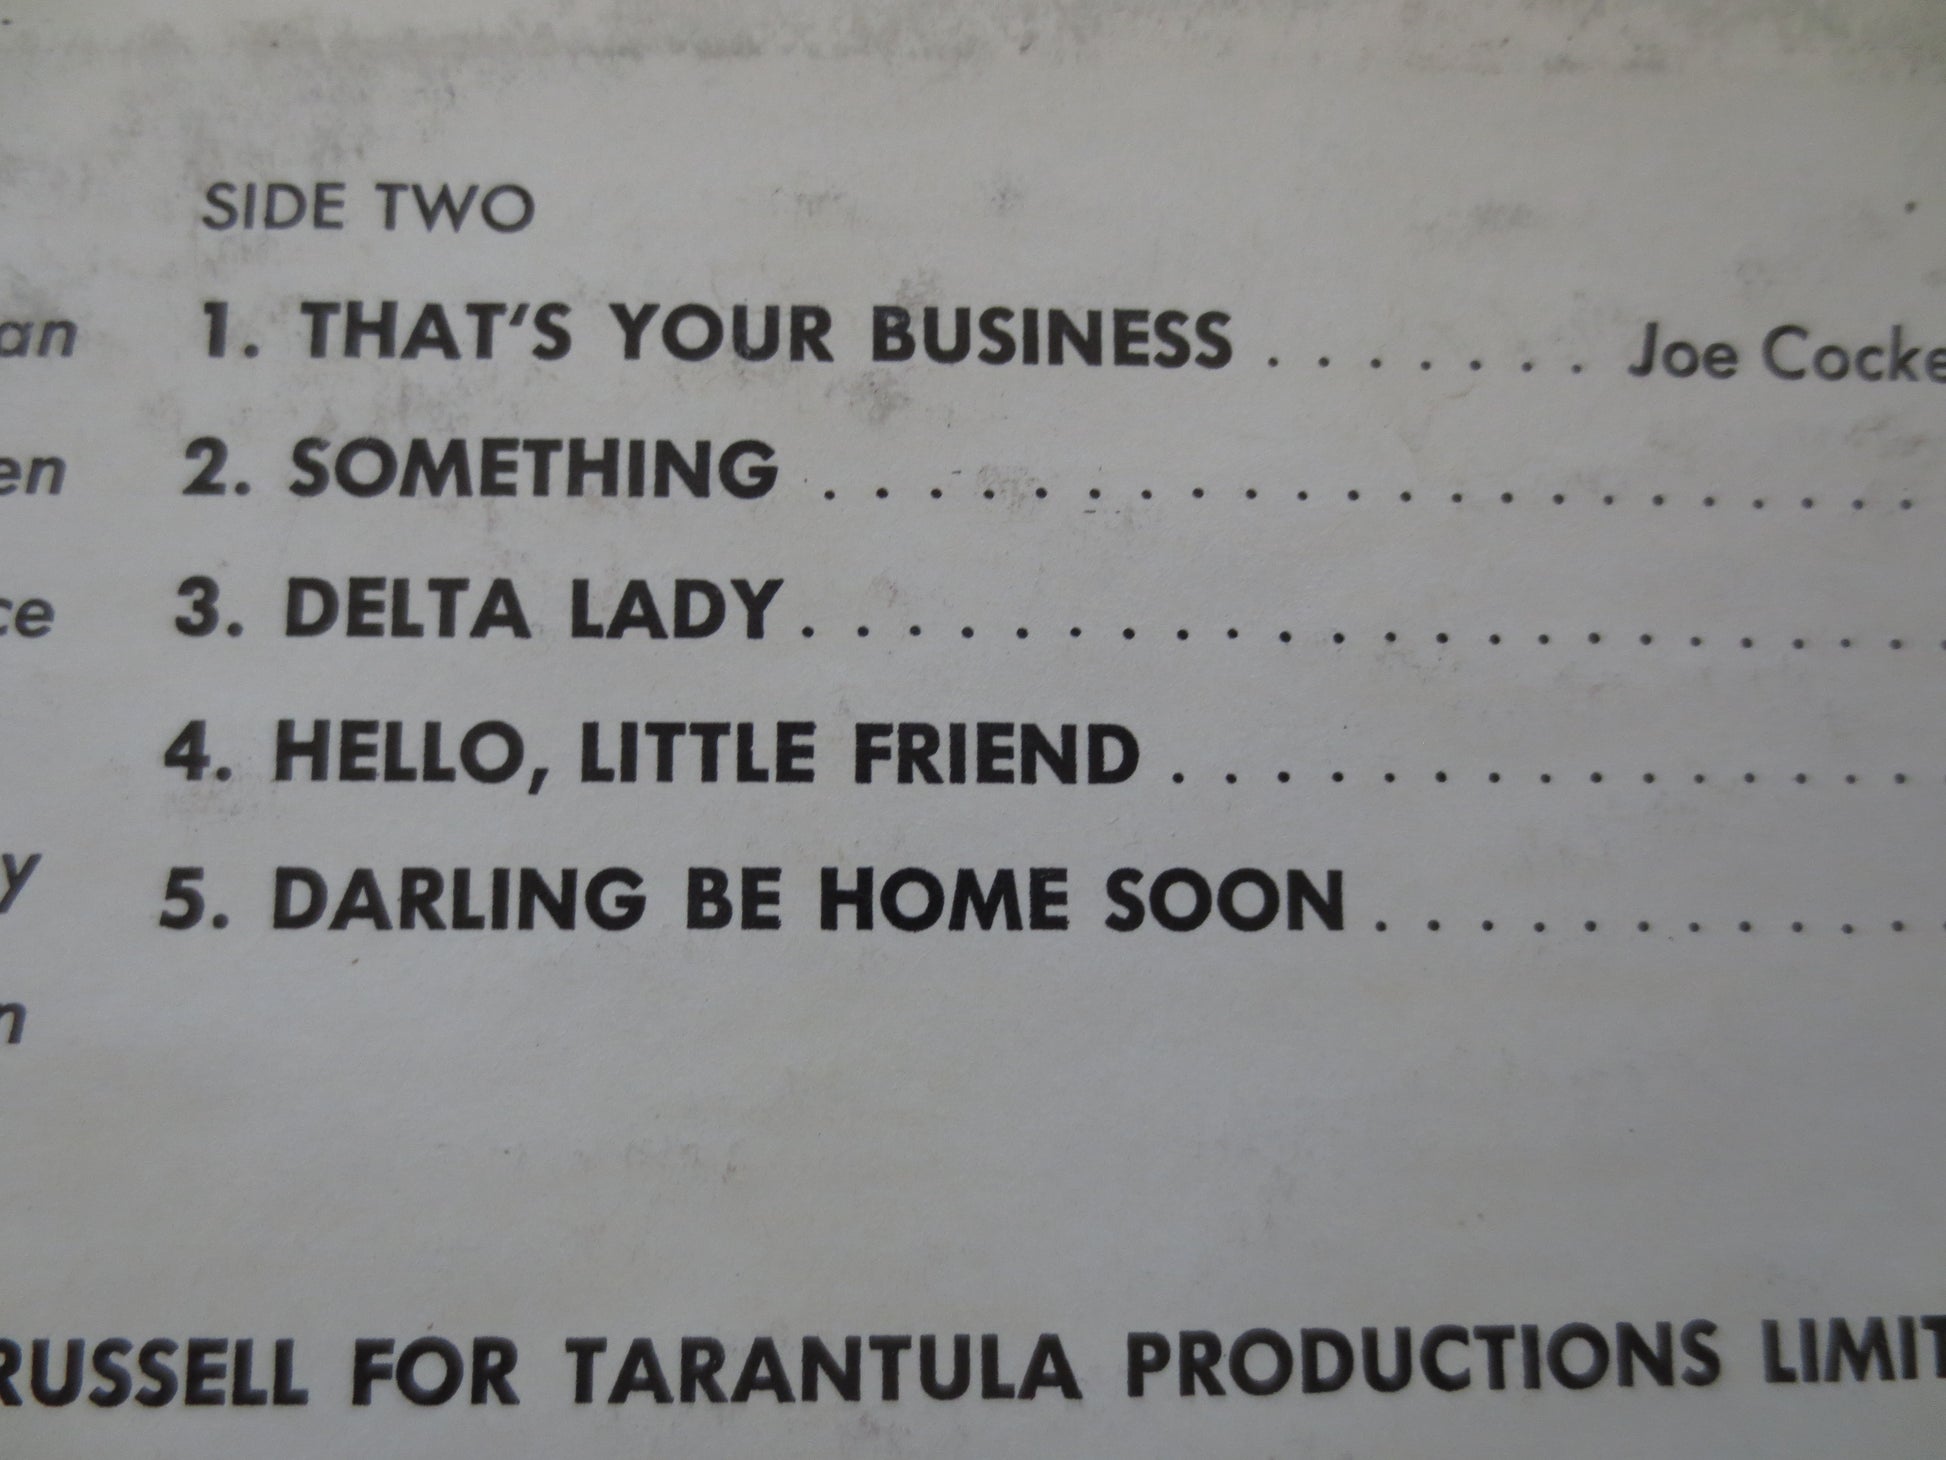 SIDE TWO
1. THAT'S YOUR BUSINESS . . . . . . . Joe Cocke
2. SOMETHING . . . . . . . . . . . . . . . . . . . . . .
3. DELTA LADY . . . . . . . . . . . . . . . . . . . . . . .
4. HELLO, LITTLE FRIEND . . . . . . . . . . . . . . . .
5. DARLING BE HOME SOON . . . . . . . . . . . .
RUSSELL FOR TARANTULA PRODUCTIONS LIMIT